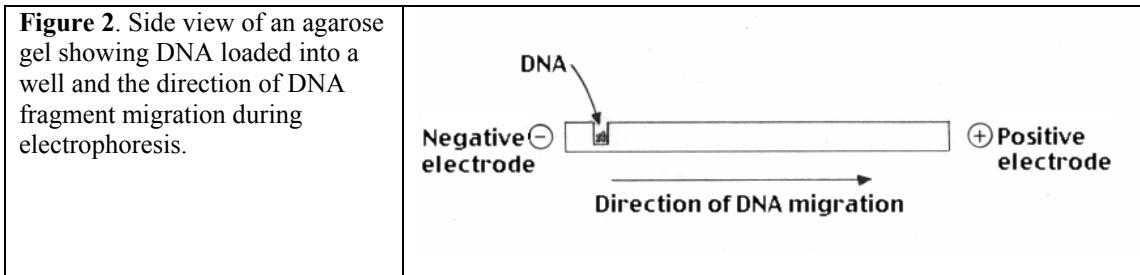 Figure 2. Side view of an agarose
gel showing DNA loaded into a
well and the direction of DNA
fragment migration during
electrophoresis.
DNA
Negative ⊖
electrode
⊕ Positive
electrode
Direction of DNA migration